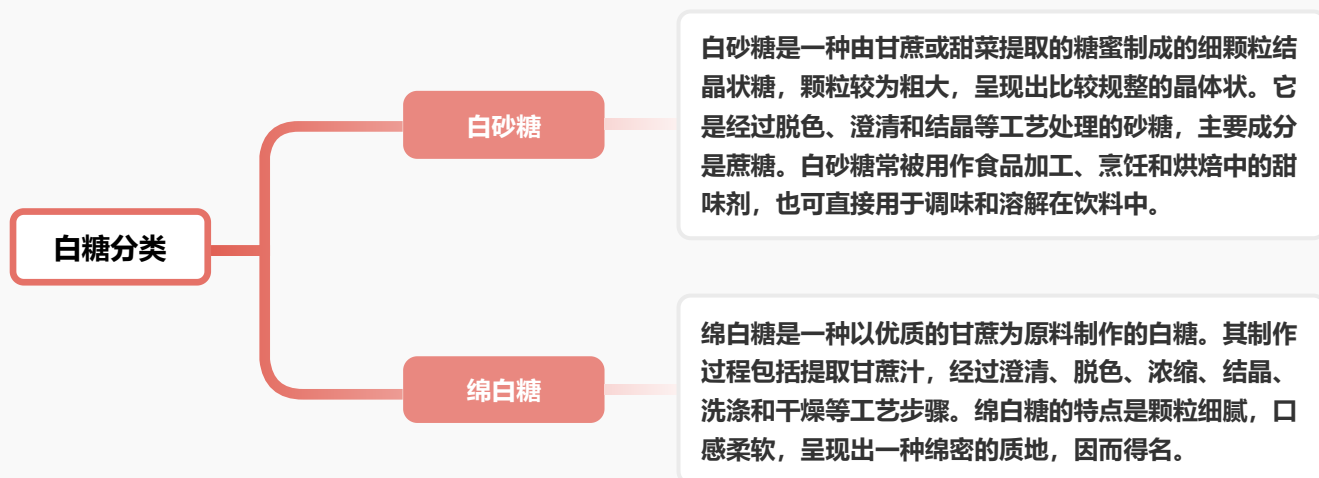 白糖分类
白砂糖
白砂糖是一种由甘蔗或甜菜提取的糖蜜制成的细颗粒结
晶状糖，颗粒较为粗大，呈现出比较规整的晶体状。它
是经过脱色、澄清和结晶等工艺处理的砂糖，主要成分
是蔗糖。白砂糖常被用作食品加工、烹饪和烘焙中的甜
味剂，也可直接用于调味和溶解在饮料中。
绵白糖
绵白糖是一种以优质的甘蔗为原料制作的白糖。其制作
过程包括提取甘蔗汁，经过澄清、脱色、浓缩、结晶、
洗涤和干燥等工艺步骤。绵白糖的特点是颗粒细腻，口
感柔软，呈现出一种绵密的质地，因而得名。